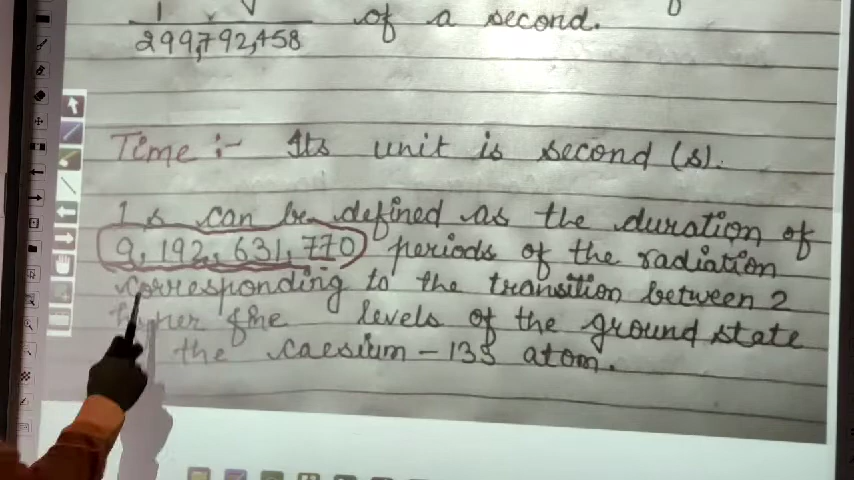 1
299,792,458 of a second.
Time :- Its unit is second (s).
1 s can be defined as the duration of
9, 192, 631, 770 periods of the radiation
corresponding to the transition between 2
fine levels of the ground state
the caesium - 133 atom.